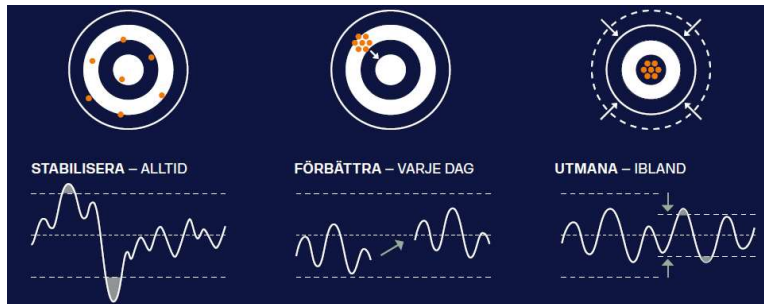 STABILISERA – ALLTID
FÖRBÄTTRA – VARJE DAG
UTMANA – IBLAND